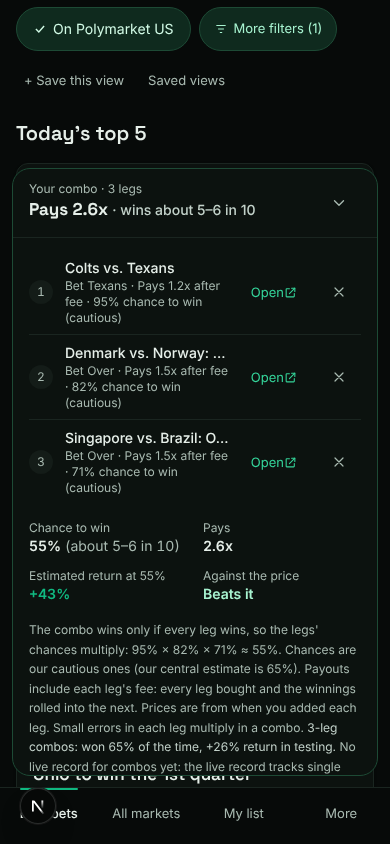 On Polymarket US
More filters (1)
+ Save this view
Saved views
Today's top 5
Your combo · 3 legs
Pays 2.6x · wins about 5–6 in 10
1
Colts vs. Texans
Bet Texans · Pays 1.2x after
fee · 95% chance to win
(cautious)
Open
2
Denmark vs. Norway: ...
Bet Over · Pays 1.5x after fee
· 82% chance to win
(cautious)
Open
3
Singapore vs. Brazil: O...
Bet Over · Pays 1.5x after fee
· 71% chance to win
(cautious)
Open
Chance to win
55% (about 5–6 in 10)
Pays
2.6x
Estimated return at 55%
+43%
Against the price
Beats it
The combo wins only if every leg wins, so the legs'
chances multiply: 95% × 82% × 71% ≈ 55%. Chances are
our cautious ones (our central estimate is 65%). Payouts
include each leg's fee: every leg bought and the winnings
rolled into the next. Prices are from when you added each
leg. Small errors in each leg multiply in a combo. 3-leg
combos: won 65% of the time, +26% return in testing. No
live record for combos yet: the live record tracks single
to win the 1st quarter
N
All markets
My list
More